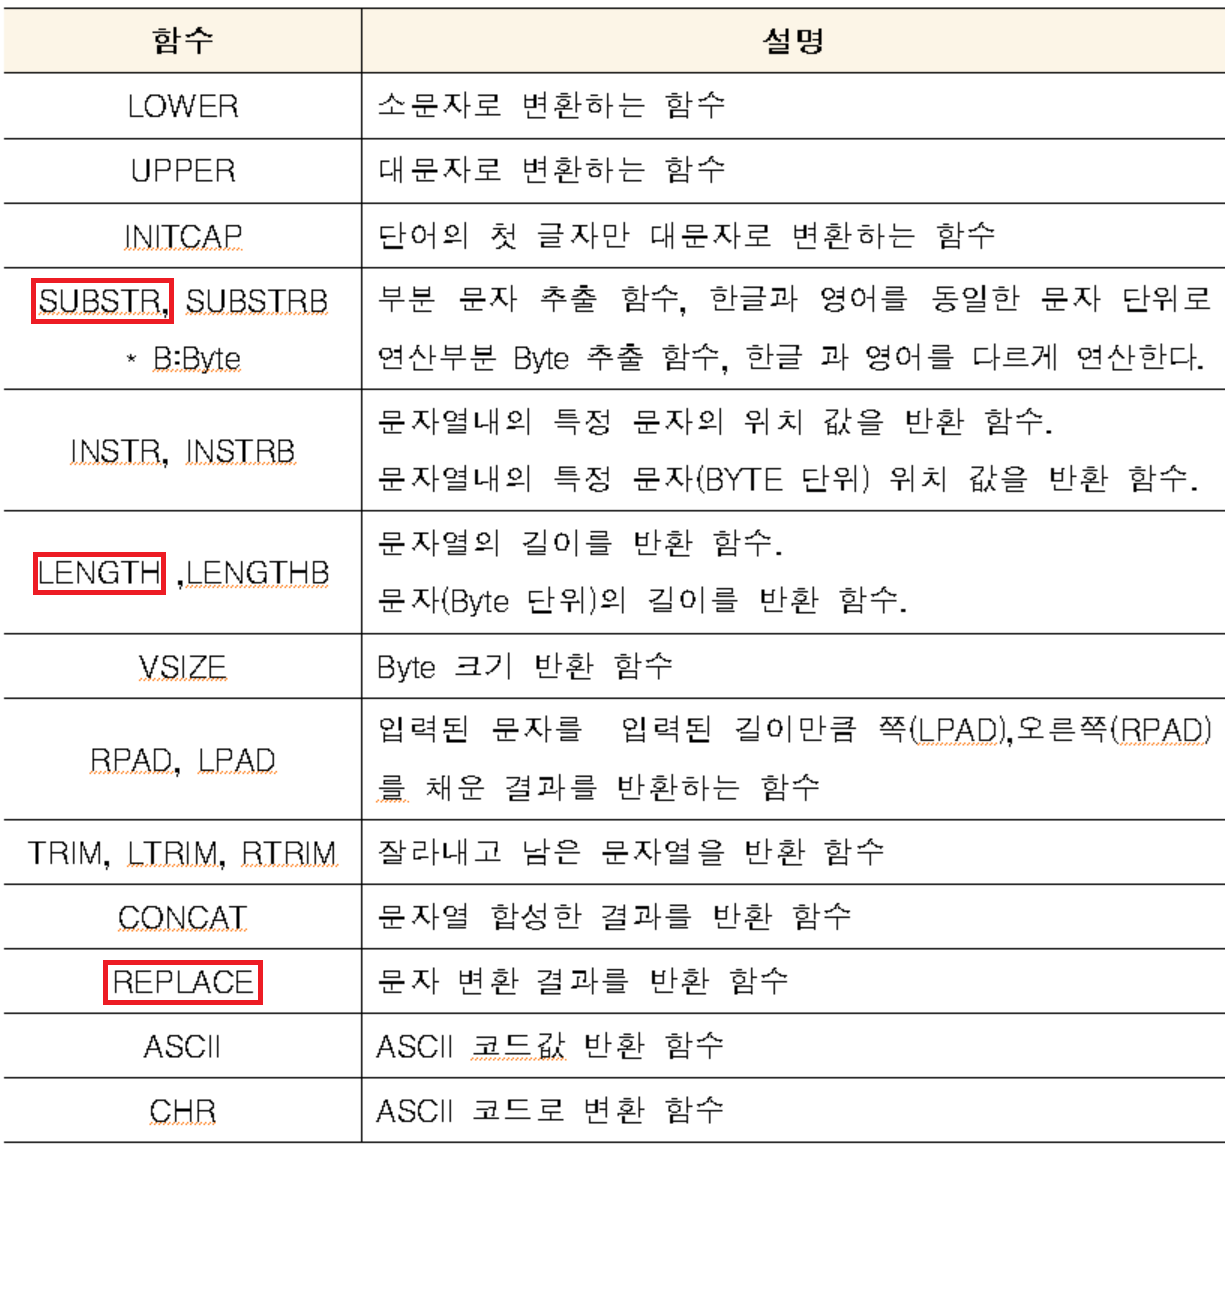 함수 설명
LOWER 소문자로 변환하는 함수
UPPER 대문자로 변환하는 함수
INITCAP 단어의 첫 글자만 대문자로 변환하는 함수
SUBSTR, SUBSTRB 부분 문자 추출 함수, 한글과 영어를 동일한 문자 단위로
* B:Byte 연산부분 Byte 추출 함수, 한글 과 영어를 다르게 연산한다.
INSTR, INSTRB
문자열내의 특정 문자의 위치 값을 반환 함수.
문자열내의 특정 문자(BYTE 단위) 위치 값을 반환 함수.
LENGTH ,LENGTHB
문자열의 길이를 반환 함수.
문자(Byte 단위)의 길이를 반환 함수.
VSIZE Byte 크기 반환 함수
RPAD, LPAD
입력된 문자를 입력된 길이만큼 쪽(LPAD),오른쪽(RPAD)
를 채운 결과를 반환하는 함수
TRIM, LTRIM, RTRIM 잘라내고 남은 문자열을 반환 함수
CONCAT 문자열 합성한 결과를 반환 함수
REPLACE 문자 변환 결과를 반환 함수
ASCII ASCII 코드값 반환 함수
CHR ASCII 코드로 변환 함수